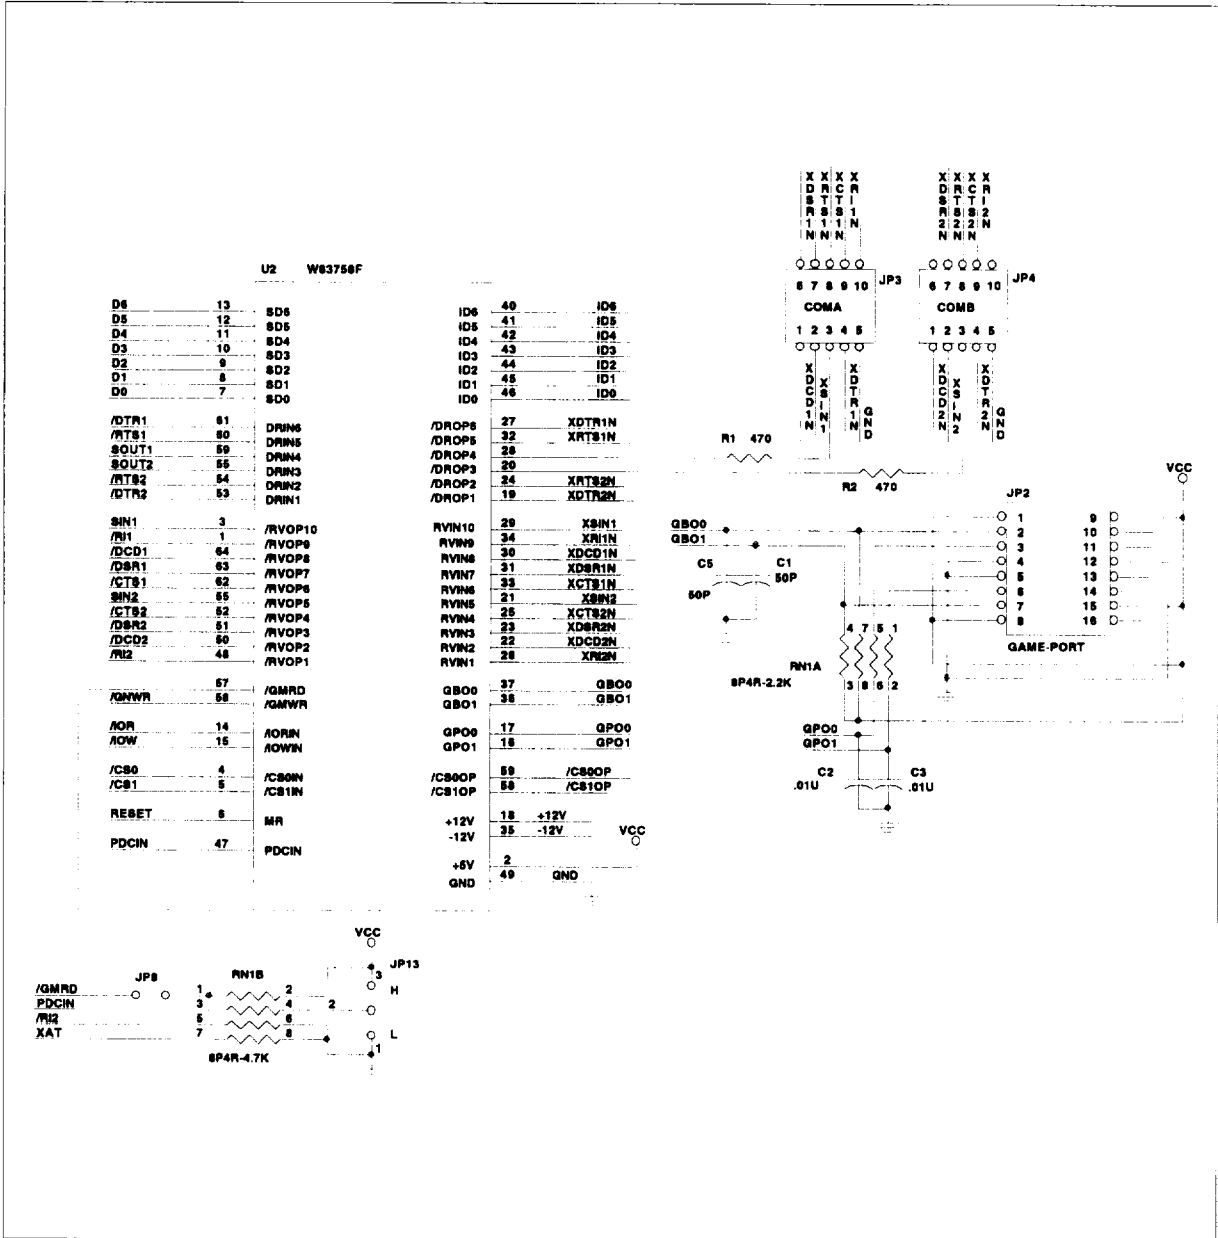 XDSR1N XRTS1N XCTS1N XRI1N
XDSR2N XRTS2N XCTS2N XRI2N
JP3
6 7 8 9 10
COMA
1 2 3 4 5
XDCD1N XSIN1 XDTR1N GND
JP4
6 7 8 9 10
COMB
1 2 3 4 5
XDCD2N XSIN2 XDTR2N GND
U2 W83758F
D6 13 SD6 ID6 40 ID6
D5 12 SD5 ID5 41 ID5
D4 11 SD4 ID4 42 ID4
D3 10 SD3 ID3 43 ID3
D2 9 SD2 ID2 44 ID2
D1 8 SD1 ID1 45 ID1
D0 7 SD0 ID0 46 ID0
/DTR1 61 DRIN6 /DROP6 27 XDTR1N
/RTS1 60 DRIN5 /DROP5 32 XRTS1N
SOUT1 59 DRIN4 /DROP4 28
SOUT2 55 DRIN3 /DROP3 20
/RTS2 54 DRIN2 /DROP2 24 XRTS2N
/DTR2 53 DRIN1 /DROP1 19 XDTR2N
SIN1 3 /RVOP10 RVIN10 29 XSIN1
/RI1 1 /RVOP9 RVIN9 34 XRI1N
/DCD1 64 /RVOP8 RVIN8 30 XDCD1N
/DSR1 63 /RVOP7 RVIN7 31 XDSR1N
/CTS1 62 /RVOP6 RVIN6 33 XCTS1N
SIN2 55 /RVOP5 RVIN5 21 XSIN2
/CTS2 52 /RVOP4 RVIN4 25 XCTS2N
/DSR2 51 /RVOP3 RVIN3 23 XDSR2N
/DCD2 50 /RVOP2 RVIN2 22 XDCD2N
/RI2 48 /RVOP1 RVIN1 26 XRI2N
57 /GMRD GBO0 37 GBO0
/GNWR 58 /GMWR GBO1 36 GBO1
/IOR 14 /IORIN GPO0 17 GPO0
/IOW 15 /IOWIN GPO1 16 GPO1
/CS0 4 /CS0IN /CS0OP 59 /CS0OP
/CS1 5 /CS1IN /CS1OP 58 /CS1OP
RESET 6 MR +12V 18 +12V
-12V 35 -12V
VCC
PDCIN 47 PDCIN
+5V 2
GND 49 GND
R1 470
R2 470
VCC
JP2
GBO0
GBO1
C5 C1
50P 50P
1 9
2 10
3 11
4 12
5 13
6 14
7 15
8 16
GAME-PORT
4 7 5 1
RN1A
8P4R-2.2K
3 8 6 2
GPO0
GPO1
C2 C3
.01U .01U
VCC
JP13
3
H
2
L
1
JP9 RN1B
/GMRD 1 2
PDCIN 3 4
/RI2 5 6
XAT 7 8
8P4R-4.7K